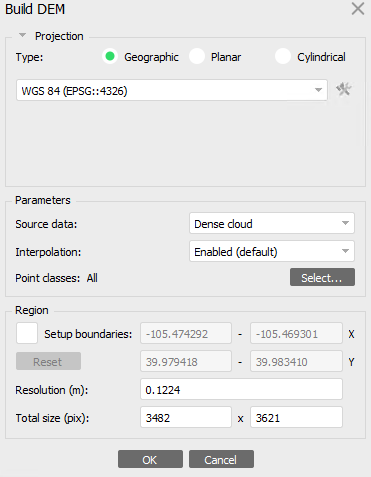 Build DEM
Projection
Type: Geographic Planar Cylindrical
WGS 84 (EPSG::4326)
Parameters
Source data: Dense cloud
Interpolation: Enabled (default)
Point classes: All Select...
Region
Setup boundaries: -105.474292 - -105.469301 X
Reset 39.979418 - 39.983410 Y
Resolution (m): 0.1224
Total size (pix): 3482 x 3621
OK Cancel